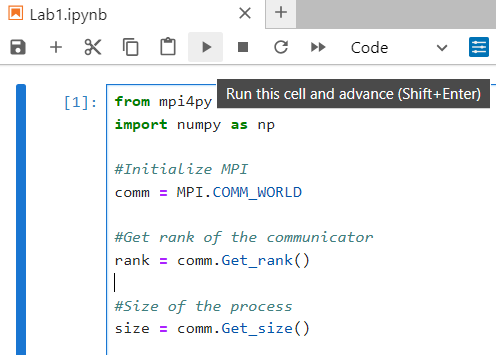 Lab1.ipynb
Code
Run this cell and advance (Shift+Enter)
[1]:
from mpi4py
import numpy as np
#Initialize MPI
comm = MPI.COMM_WORLD
#Get rank of the communicator
rank = comm.Get_rank()
#Size of the process
size = comm.Get_size()